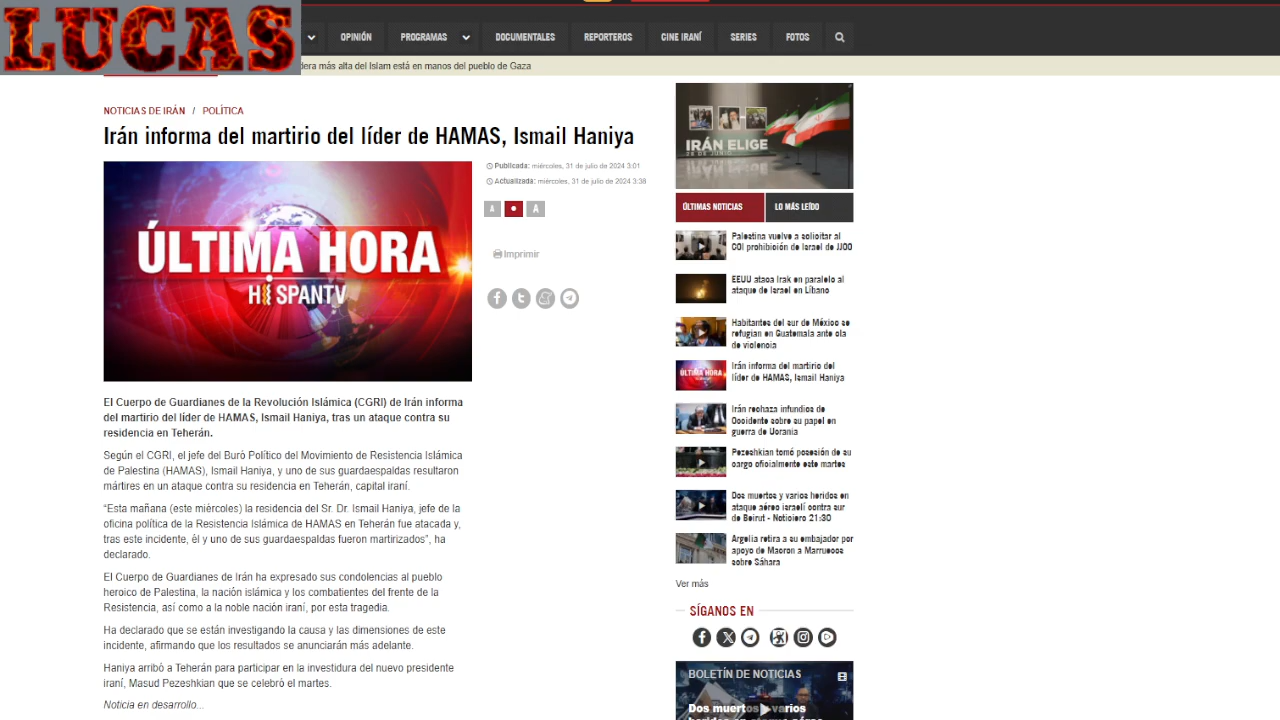 LUCAS
OPINIÓN
PROGRAMAS
DOCUMENTALES
REPORTEROS
CINE IRANÍ
SERIES
FOTOS
más alta del Islam está en manos del pueblo de Gaza
NOTICIAS DE IRÁN / POLÍTICA
Irán informa del martirio del líder de HAMAS, Ismail Haniya
ÚLTIMA HORA
HISPANTV
Publicada: miércoles, 31 de julio de 2024 3:01
Actualizada: miércoles, 31 de julio de 2024 3:38
A
A
Imprimir
El Cuerpo de Guardianes de la Revolución Islámica (CGRI) de Irán informa
del martirio del líder de HAMAS, Ismail Haniya, tras un ataque contra su
residencia en Teherán.
Según el CGRI, el jefe del Buró Político del Movimiento de Resistencia Islámica
de Palestina (HAMAS), Ismail Haniya, y uno de sus guardaespaldas resultaron
mártires en un ataque contra su residencia en Teherán, capital iraní.
“Esta mañana (este miércoles) la residencia del Sr. Dr. Ismail Haniya, jefe de la
oficina política de la Resistencia Islámica de HAMAS en Teherán fue atacada y,
tras este incidente, él y uno de sus guardaespaldas fueron martirizados”, ha
declarado.
El Cuerpo de Guardianes de Irán ha expresado sus condolencias al pueblo
heroico de Palestina, la nación islámica y los combatientes del frente de la
Resistencia, así como a la noble nación iraní, por esta tragedia.
Ha declarado que se están investigando la causa y las dimensiones de este
incidente, afirmando que los resultados se anunciarán más adelante.
Haniya arribó a Teherán para participar en la investidura del nuevo presidente
iraní, Masud Pezeshkian que se celebró el martes.
Noticia en desarrollo...
IRÁN ELIGE
28 DE JUNIO
ÚLTIMAS NOTICIAS
LO MÁS LEÍDO
Palestina vuelve a solicitar al
COI prohibición de Israel de JJOO
EEUU ataca Irak en paralelo al
ataque de Israel en Líbano
Habitantes del sur de México se
refugian en Guatemala ante ola
de violencia
ÚLTIMA HORA
Irán informa del martirio del
líder de HAMAS, Ismail Haniya
Irán rechaza infundios de
Occidente sobre su papel en
guerra de Ucrania
Pezeshkian tomó posesión de su
cargo oficialmente este martes
Dos muertos y varios heridos en
ataque aéreo israelí contra sur
de Beirut - Noticiero 21:30
Argelia retira a su embajador por
apoyo de Macron a Marruecos
sobre Sáhara
Ver más
SÍGANOS EN
BOLETÍN DE NOTICIAS
Dos muertos y varios